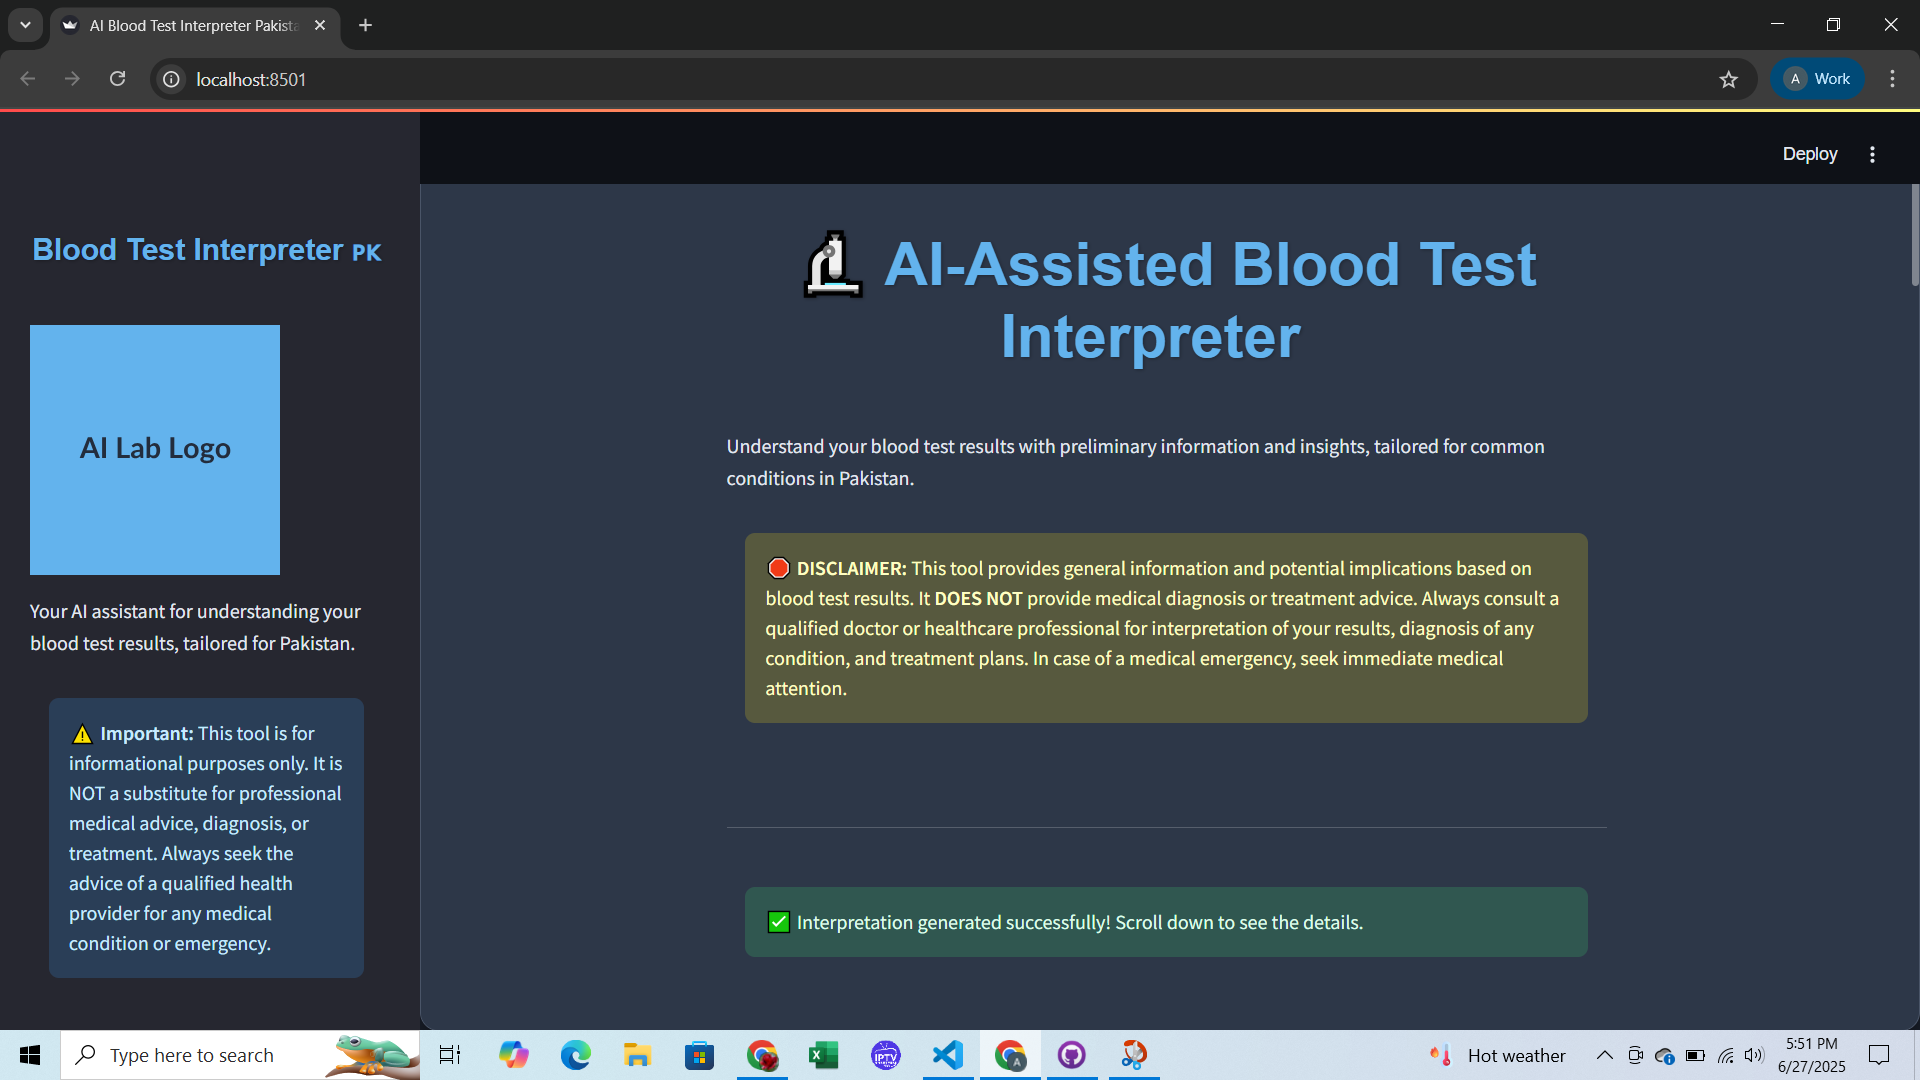 AI Blood Test Interpreter Pakista
localhost:8501
A Work
Deploy
Blood Test Interpreter PK
AI Lab Logo
Your AI assistant for understanding your
blood test results, tailored for Pakistan.
⚠️ Important: This tool is for
informational purposes only. It is
NOT a substitute for professional
medical advice, diagnosis, or
treatment. Always seek the
advice of a qualified health
provider for any medical
condition or emergency.
AI-Assisted Blood Test
Interpreter
Understand your blood test results with preliminary information and insights, tailored for common
conditions in Pakistan.
DISCLAIMER: This tool provides general information and potential implications based on
blood test results. It DOES NOT provide medical diagnosis or treatment advice. Always consult a
qualified doctor or healthcare professional for interpretation of your results, diagnosis of any
condition, and treatment plans. In case of a medical emergency, seek immediate medical
attention.
✅ Interpretation generated successfully! Scroll down to see the details.
Type here to search
IPTV
A
Hot weather
5:51 PM
6/27/2025